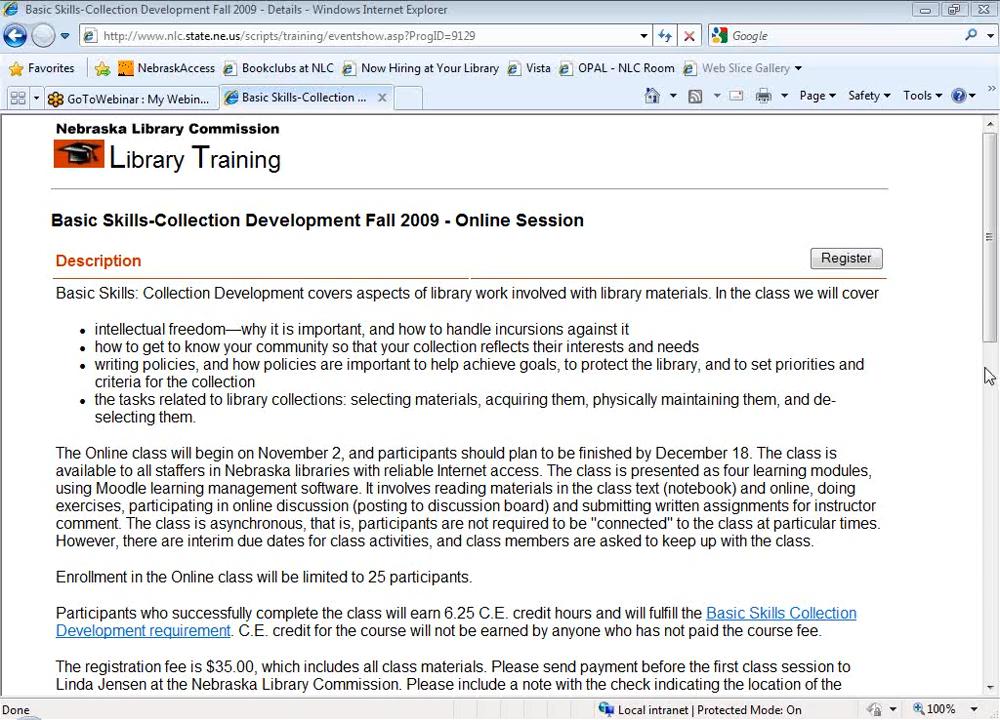 Basic Skills-Collection Development Fall 2009 - Details - Windows Internet Explorer
http://www.nlc.state.ne.us/scripts/training/eventshow.asp?ProgID=9129
Google
Favorites
NebraskAccess
Bookclubs at NLC
Now Hiring at Your Library
Vista
OPAL - NLC Room
Web Slice Gallery
GoToWebinar : My Webin...
Basic Skills-Collection ...
Page
Safety
Tools
Nebraska Library Commission
Library Training
Basic Skills-Collection Development Fall 2009 - Online Session
Description
Register
Basic Skills: Collection Development covers aspects of library work involved with library materials. In the class we will cover
• intellectual freedom—why it is important, and how to handle incursions against it
• how to get to know your community so that your collection reflects their interests and needs
• writing policies, and how policies are important to help achieve goals, to protect the library, and to set priorities and
criteria for the collection
• the tasks related to library collections: selecting materials, acquiring them, physically maintaining them, and de-
selecting them.
The Online class will begin on November 2, and participants should plan to be finished by December 18. The class is
available to all staffers in Nebraska libraries with reliable Internet access. The class is presented as four learning modules,
using Moodle learning management software. It involves reading materials in the class text (notebook) and online, doing
exercises, participating in online discussion (posting to discussion board) and submitting written assignments for instructor
comment. The class is asynchronous, that is, participants are not required to be "connected" to the class at particular times.
However, there are interim due dates for class activities, and class members are asked to keep up with the class.
Enrollment in the Online class will be limited to 25 participants.
Participants who successfully complete the class will earn 6.25 C.E. credit hours and will fulfill the Basic Skills Collection
Development requirement. C.E. credit for the course will not be earned by anyone who has not paid the course fee.
The registration fee is $35.00, which includes all class materials. Please send payment before the first class session to
Linda Jensen at the Nebraska Library Commission. Please include a note with the check indicating the location of the
Done
Local intranet | Protected Mode: On
100%